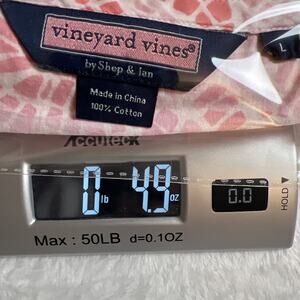 vineyard vines®
by Shep & Ian
L
Made in China
100% Cotton
Accuteck
0 lb 4.9 oz
0.0
HOLD
Max : 50LB d=0.1OZ